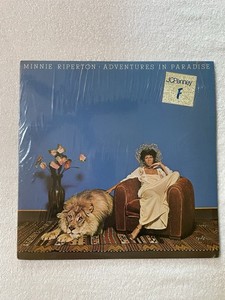 MINNIE RIPERTON · ADVENTURES IN PARADISE
JCPenney
F